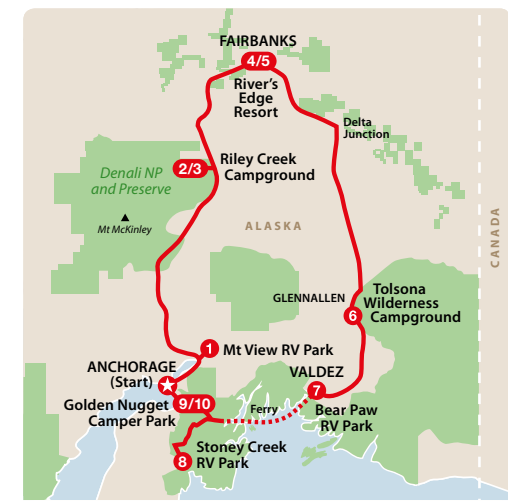 FAIRBANKS
4/5
River's
Edge
Resort
Delta
Junction
2/3
Riley Creek
Campground
Denali NP
and Preserve
Mt McKinley
ALASKA
CANADA
GLENNALLEN
Tolsona
Wilderness
Campground
6
1
Mt View RV Park
ANCHORAGE
(Start)
VALDEZ
7
Golden Nugget
Camper Park
9/10
Ferry
Bear Paw
RV Park
Stoney Creek
RV Park
8